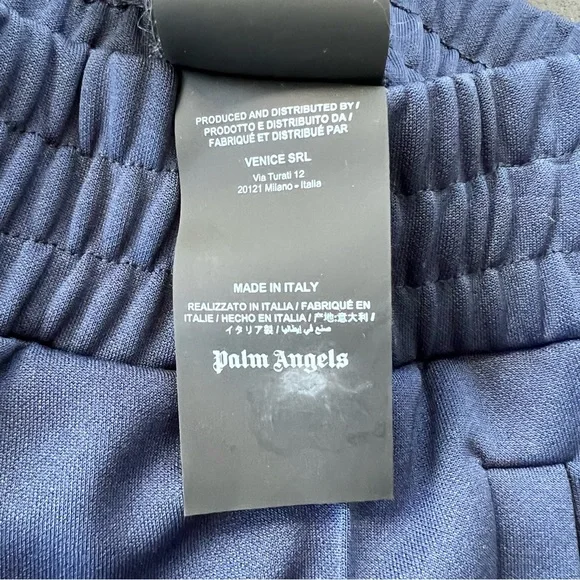 PRODUCED AND DISTRIBUTED BY /
PRODOTTO E DISTRIBUITO DA /
FABRIQUÉ ET DISTRIBUÉ PAR
VENICE SRL
Via Turati 12
20121 Milano - Italia
MADE IN ITALY
REALIZZATO IN ITALIA / FABRIQUÉ EN
ITALIE / HECHO EN ITALIA / 产地:意大利 /
イタリア製 / صنع في إيطاليا /
Palm Angels